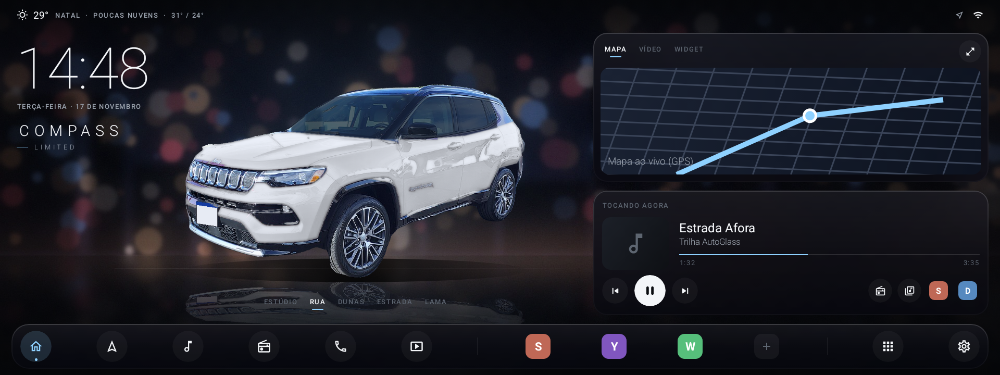 29° NATAL · POUCAS NUVENS · 31° / 24°
14:48
TERÇA-FEIRA · 17 DE NOVEMBRO
COMPASS
LIMITED
MAPA VÍDEO WIDGET
Mapa ao vivo (GPS)
TOCANDO AGORA
Estrada Afora
Trilha AutoGlass
1:32 3:35
S D
ESTÚDIO RUA DUNAS ESTRADA LAMA
S Y W